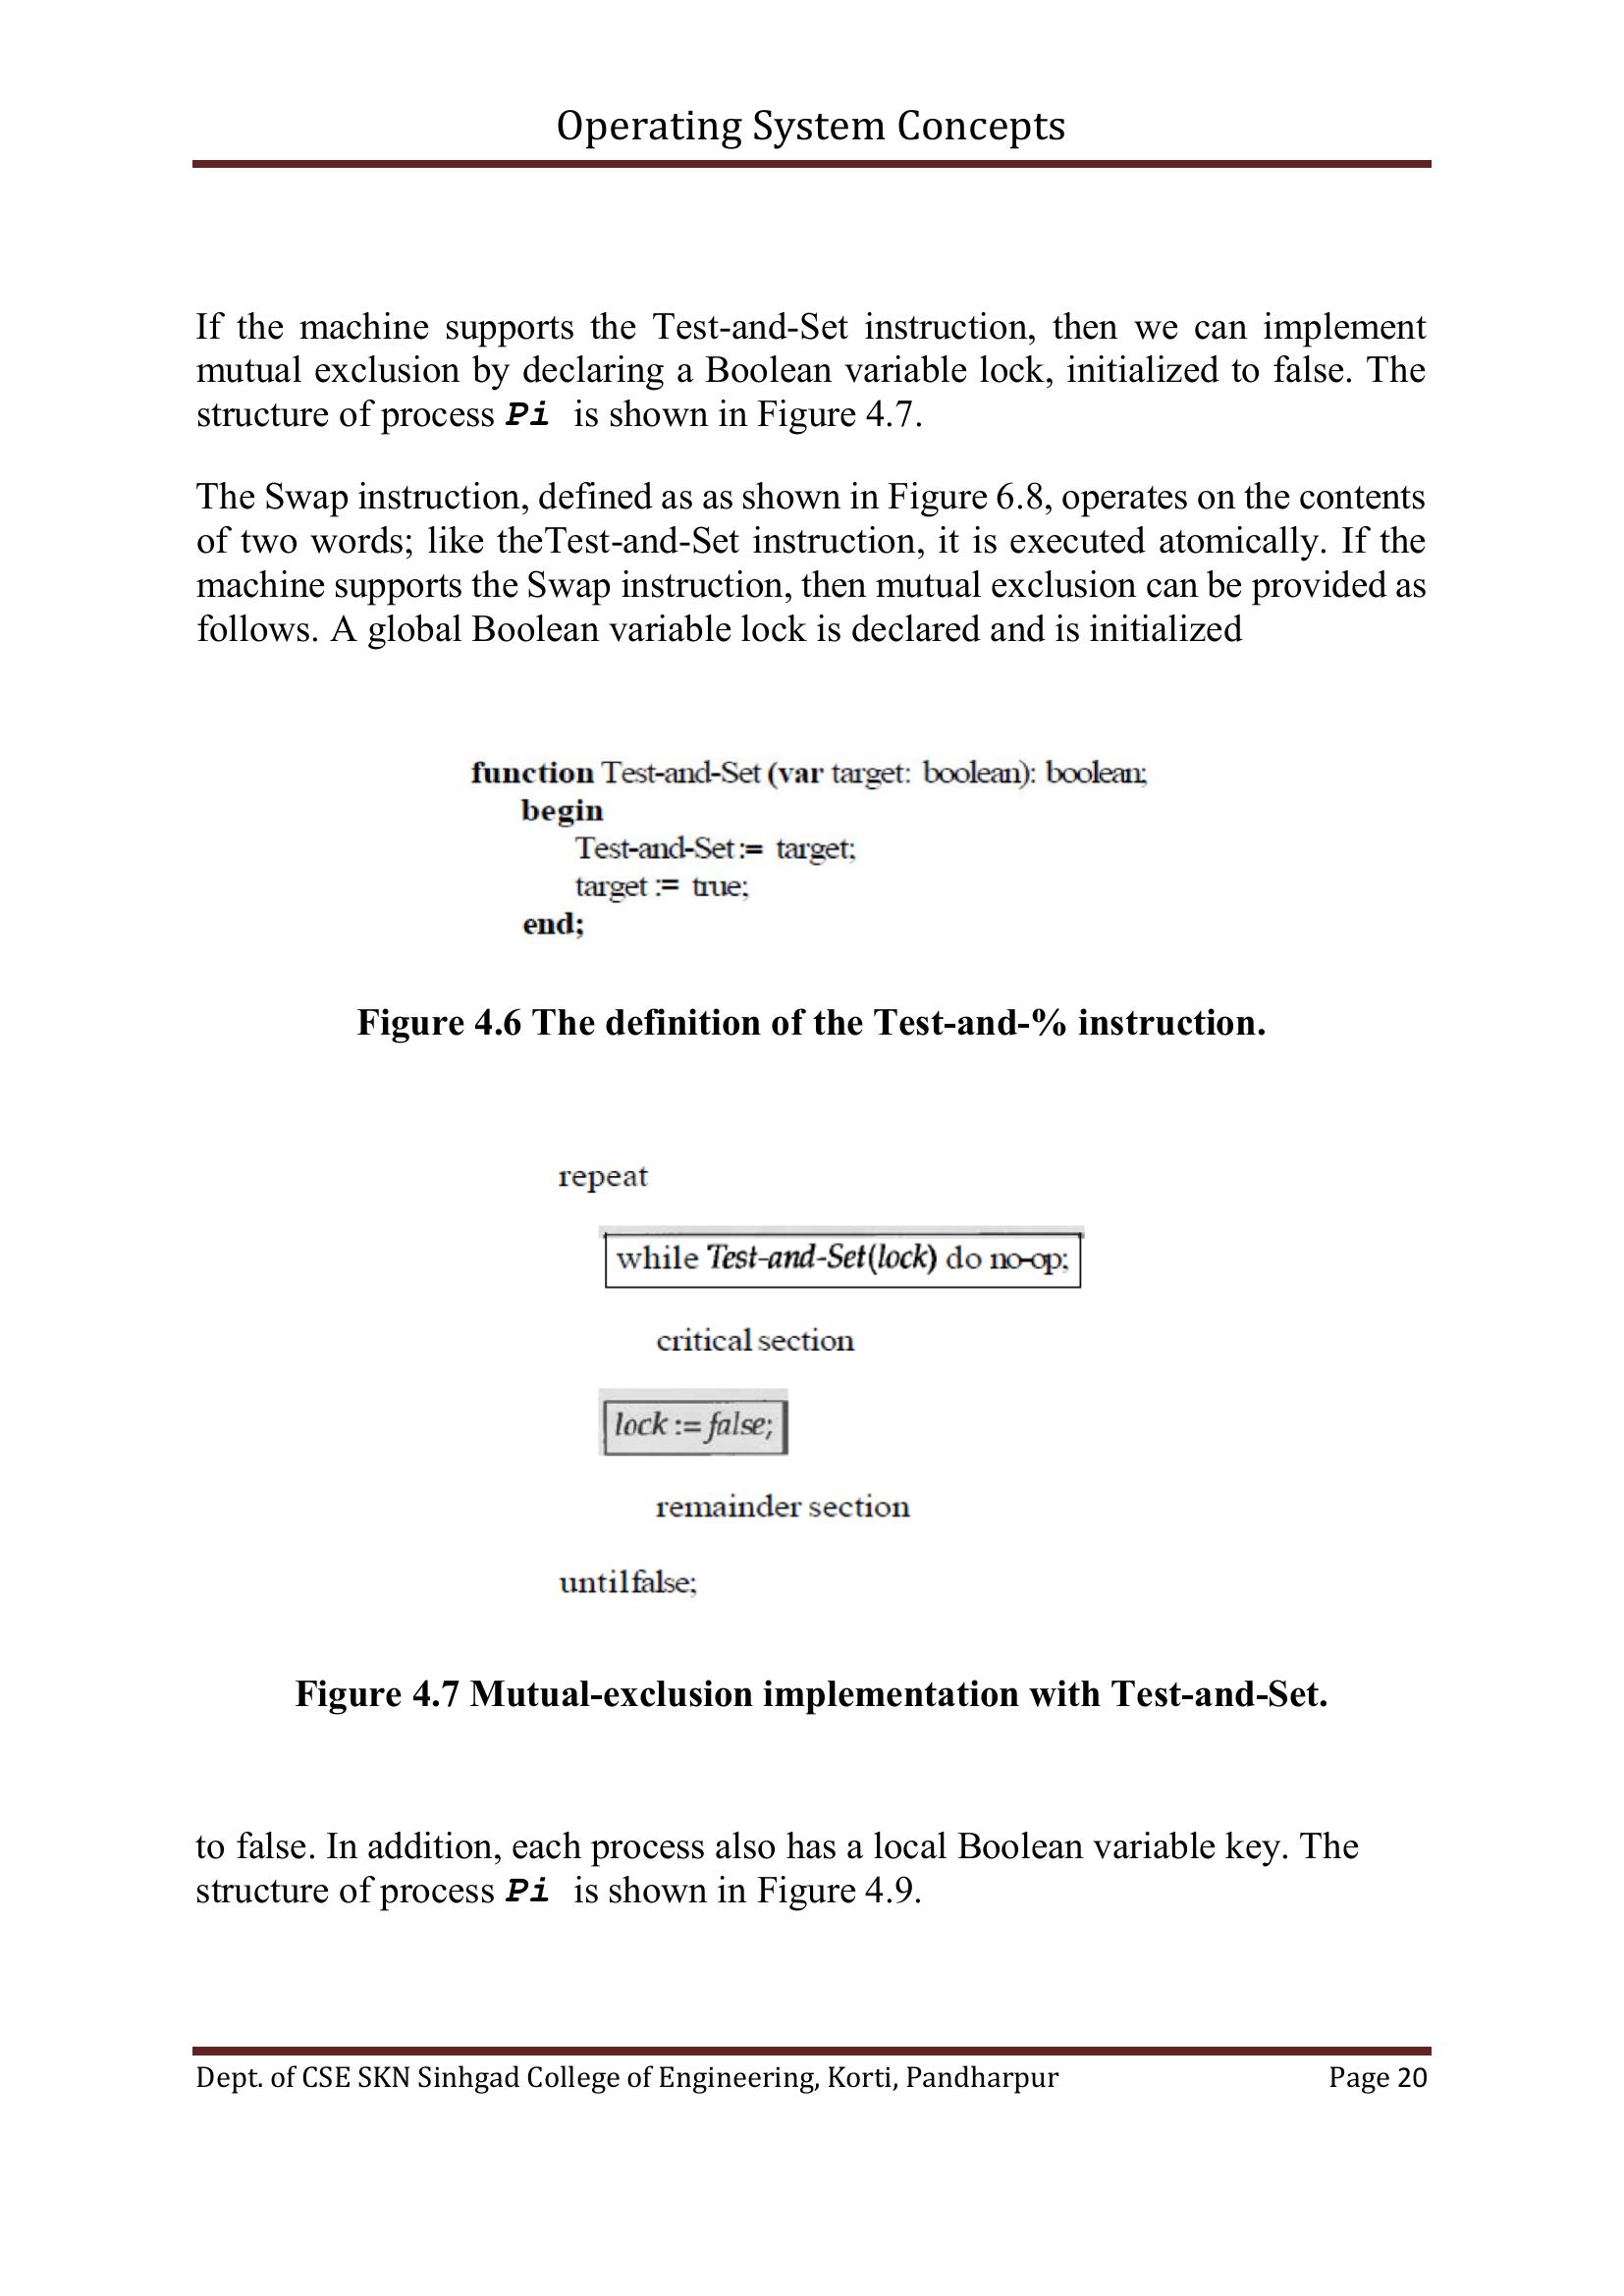 Operating System Concepts
If the machine supports the Test-and-Set instruction, then we can implement
mutual exclusion by declaring a Boolean variable lock, initialized to false. The
structure of process Pi is shown in Figure 4.7.
The Swap instruction, defined as as shown in Figure 6.8, operates on the contents
of two words; like theTest-and-Set instruction, it is executed atomically. If the
machine supports the Swap instruction, then mutual exclusion can be provided as
follows. A global Boolean variable lock is declared and is initialized
function Test-and-Set (var target: boolean): boolean;
begin
Test-and-Set := target;
target := true;
end;
Figure 4.6 The definition of the Test-and-% instruction.
repeat
while Test-and-Set(lock) do no-op;
critical section
lock := false;
remainder section
untilfalse;
Figure 4.7 Mutual-exclusion implementation with Test-and-Set.
to false. In addition, each process also has a local Boolean variable key. The
structure of process Pi is shown in Figure 4.9.
Dept. of CSE SKN Sinhgad College of Engineering, Korti, Pandharpur Page 20